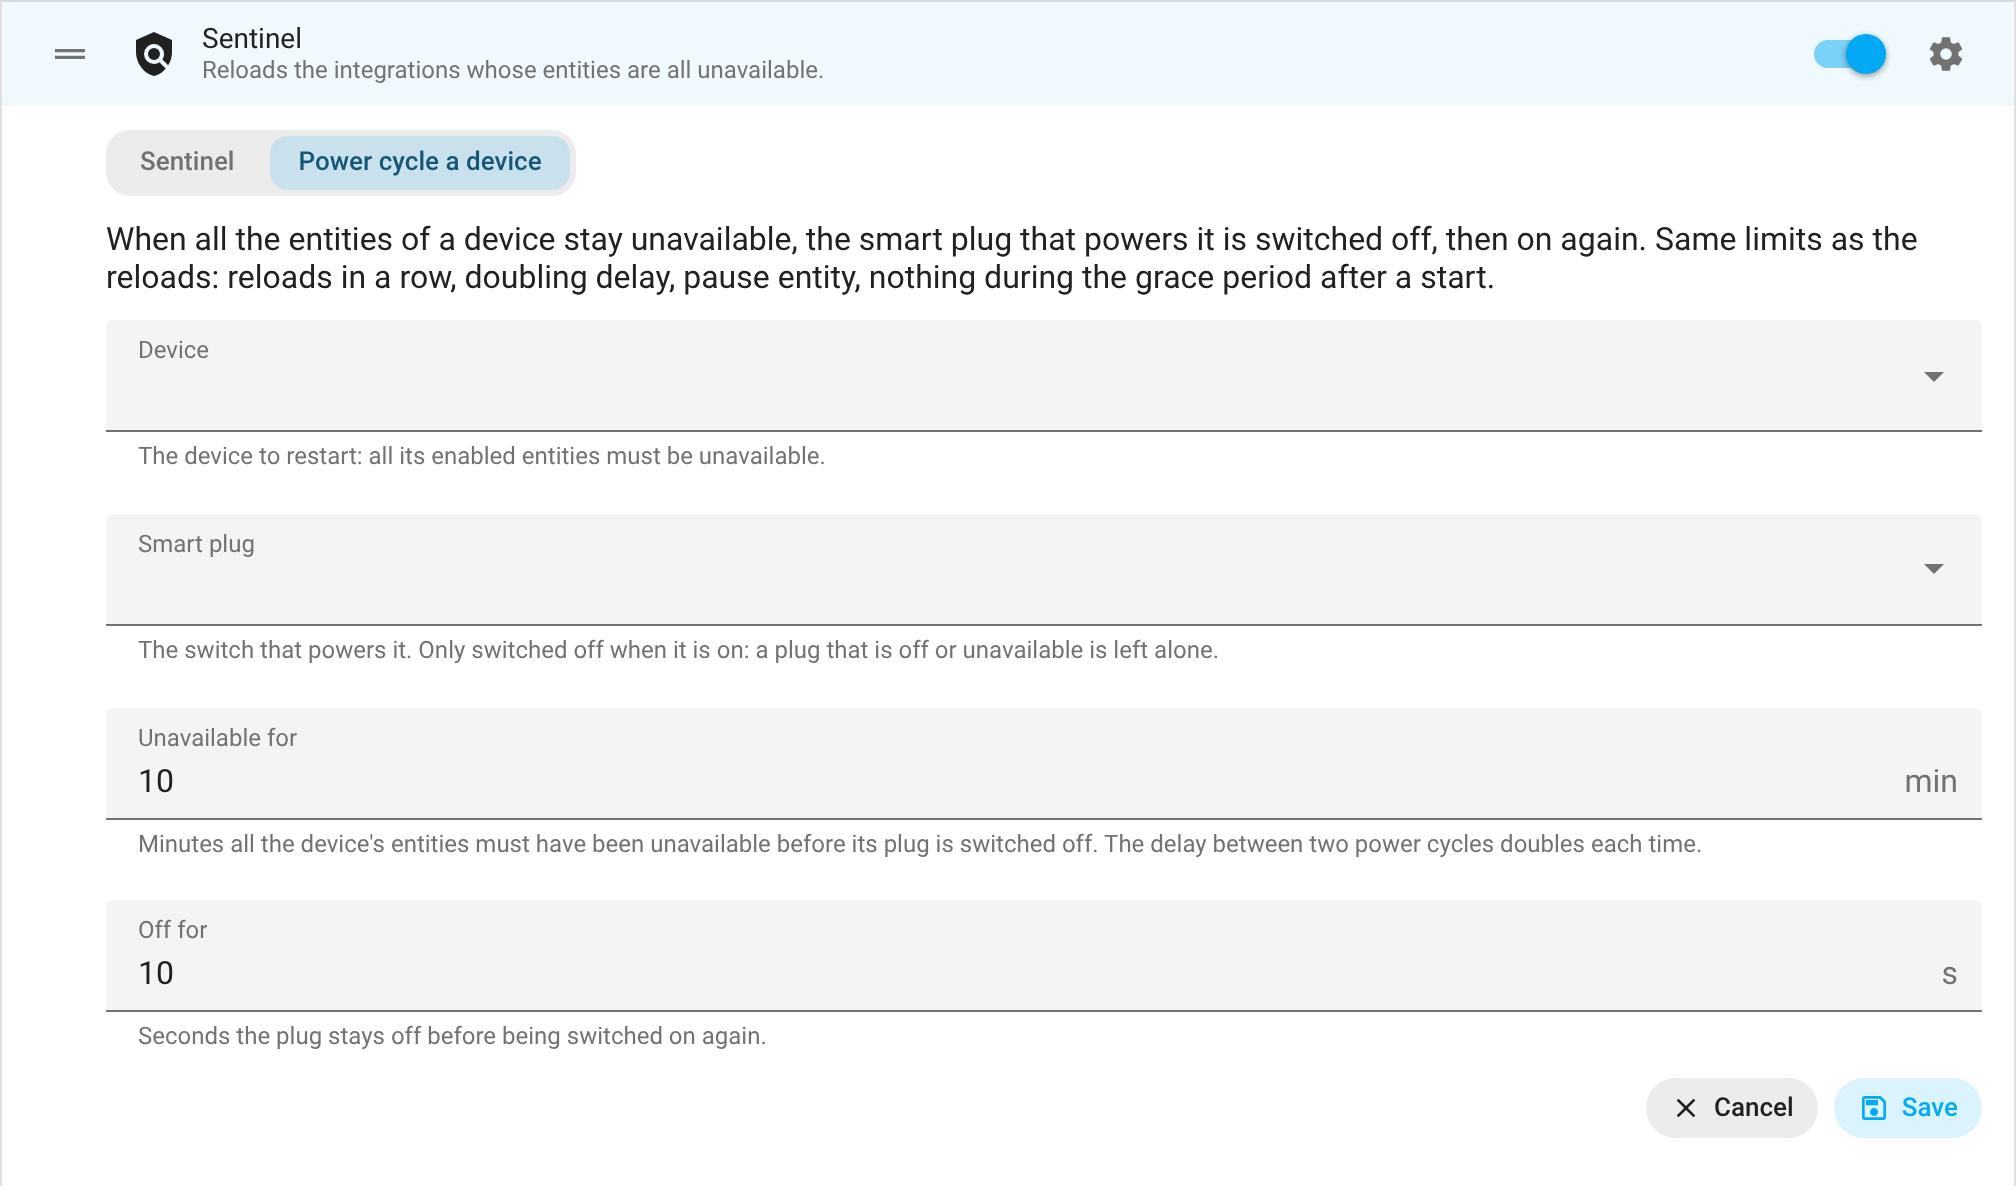 Sentinel
Reloads the integrations whose entities are all unavailable.
Sentinel
Power cycle a device
When all the entities of a device stay unavailable, the smart plug that powers it is switched off, then on again. Same limits as the
reloads: reloads in a row, doubling delay, pause entity, nothing during the grace period after a start.
Device
The device to restart: all its enabled entities must be unavailable.
Smart plug
The switch that powers it. Only switched off when it is on: a plug that is off or unavailable is left alone.
Unavailable for
10 min
Minutes all the device's entities must have been unavailable before its plug is switched off. The delay between two power cycles doubles each time.
Off for
10 s
Seconds the plug stays off before being switched on again.
Cancel
Save